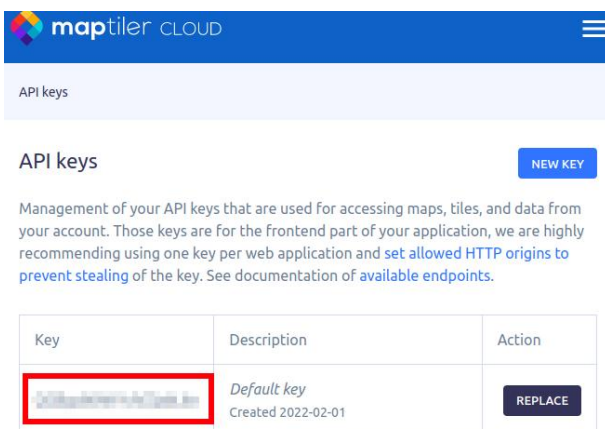 maptiler CLOUD
API keys
API keys
NEW KEY
Management of your API keys that are used for accessing maps, tiles, and data from
your account. Those keys are for the frontend part of your application, we are highly
recommending using one key per web application and set allowed HTTP origins to
prevent stealing of the key. See documentation of available endpoints.
Key Description Action
Default key
Created 2022-02-01
REPLACE